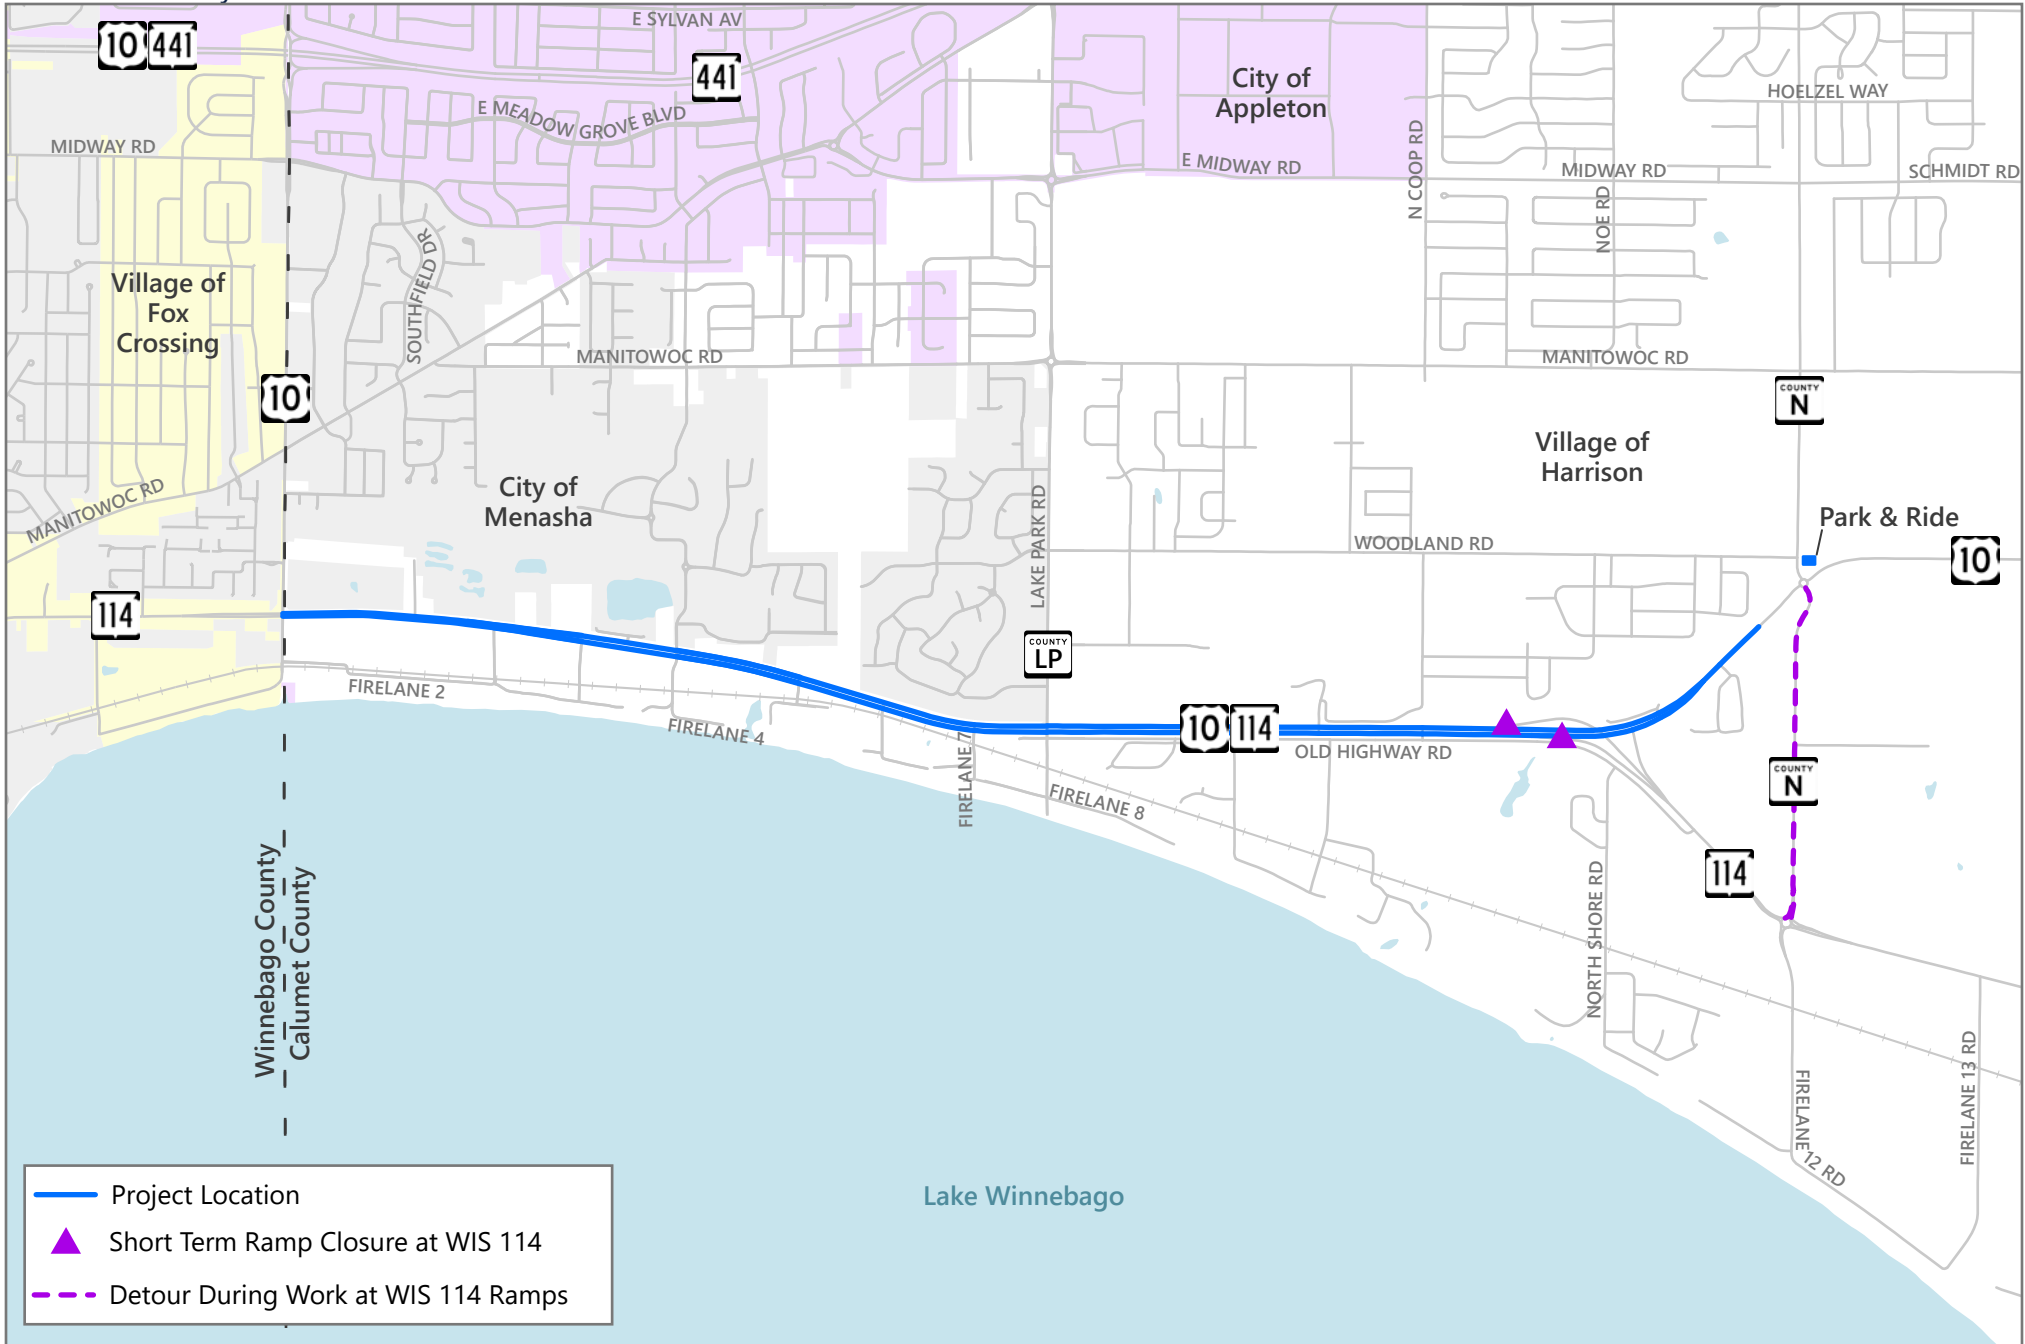 E SYLVAN AV
10
441
441
City of
Appleton
HOELZEL WAY
E MEADOW GROVE BLVD
MIDWAY RD
E MIDWAY RD
N COOP RD
MIDWAY RD
SCHMIDT RD
NOE RD
SOUTHFIELD DR
Village of
Fox
Crossing
MANITOWOC RD
MANITOWOC RD
10
COUNTY
N
Village of
Harrison
City of
Menasha
MANITOWOC RD
LAKE PARK RD
Park & Ride
WOODLAND RD
10
114
COUNTY
LP
FIRELANE 2
FIRELANE 4
FIRELANE 7
10
114
OLD HIGHWAY RD
FIRELANE 8
COUNTY
N
114
NORTH SHORE RD
Winnebago County
Calumet County
FIRELANE 12 RD
FIRELANE 13 RD
Lake Winnebago
Project Location
Short Term Ramp Closure at WIS 114
Detour During Work at WIS 114 Ramps